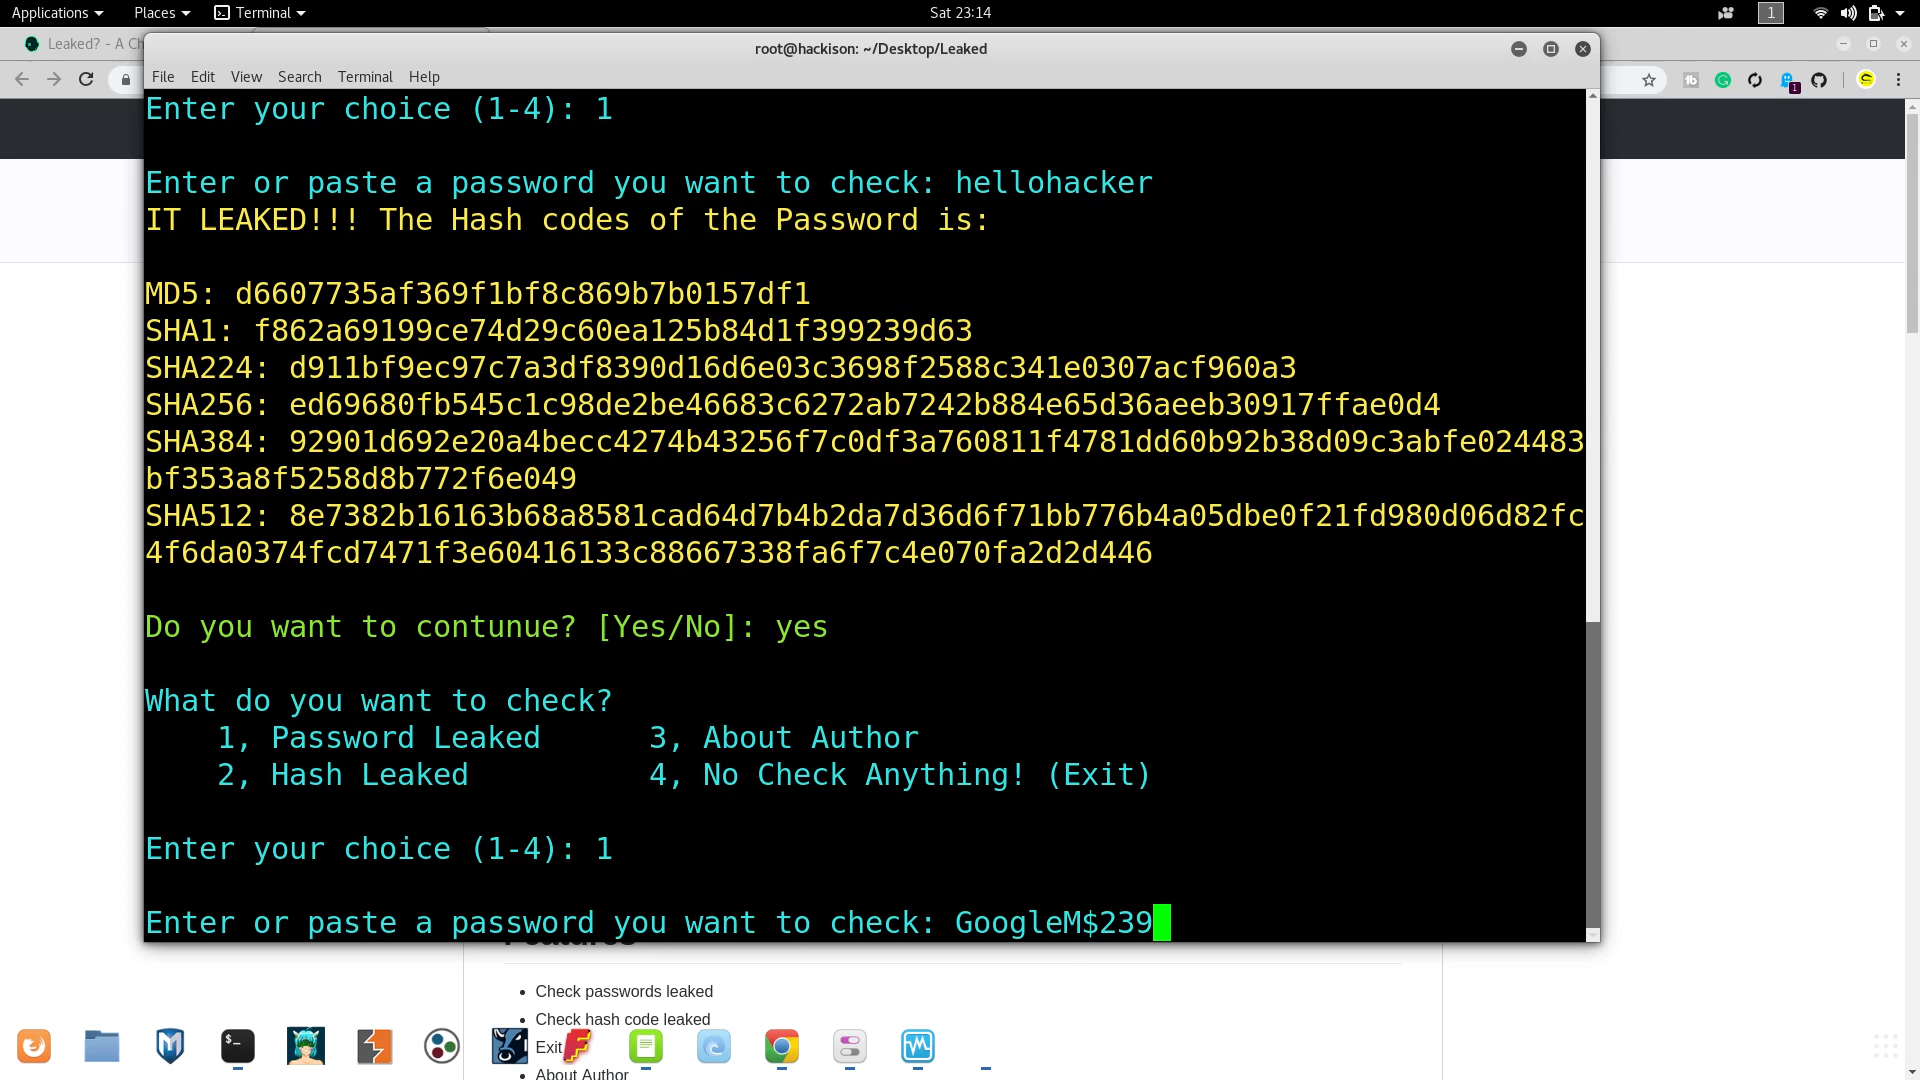 Applications Places Terminal Sat 23:14 1
Leaked? - A Ch
root@hackison: ~/Desktop/Leaked
File Edit View Search Terminal Help
1
Enter your choice (1-4): 1
Enter or paste a password you want to check: hellohacker
IT LEAKED!!! The Hash codes of the Password is:
MD5: d6607735af369f1bf8c869b7b0157df1
SHA1: f862a69199ce74d29c60ea125b84d1f399239d63
SHA224: d911bf9ec97c7a3df8390d16d6e03c3698f2588c341e0307acf960a3
SHA256: ed69680fb545c1c98de2be46683c6272ab7242b884e65d36aeeb30917ffae0d4
SHA384: 92901d692e20a4becc4274b43256f7c0df3a760811f4781dd60b92b38d09c3abfe024483
bf353a8f5258d8b772f6e049
SHA512: 8e7382b16163b68a8581cad64d7b4b2da7d36d6f71bb776b4a05dbe0f21fd980d06d82fc
4f6da0374fcd7471f3e60416133c88667338fa6f7c4e070fa2d2d446
Do you want to contunue? [Yes/No]: yes
What do you want to check?
1, Password Leaked 3, About Author
2, Hash Leaked 4, No Check Anything! (Exit)
Enter your choice (1-4): 1
Enter or paste a password you want to check: GoogleM$239
Features
Check passwords leaked
Check hash code leaked
Exit
About Author